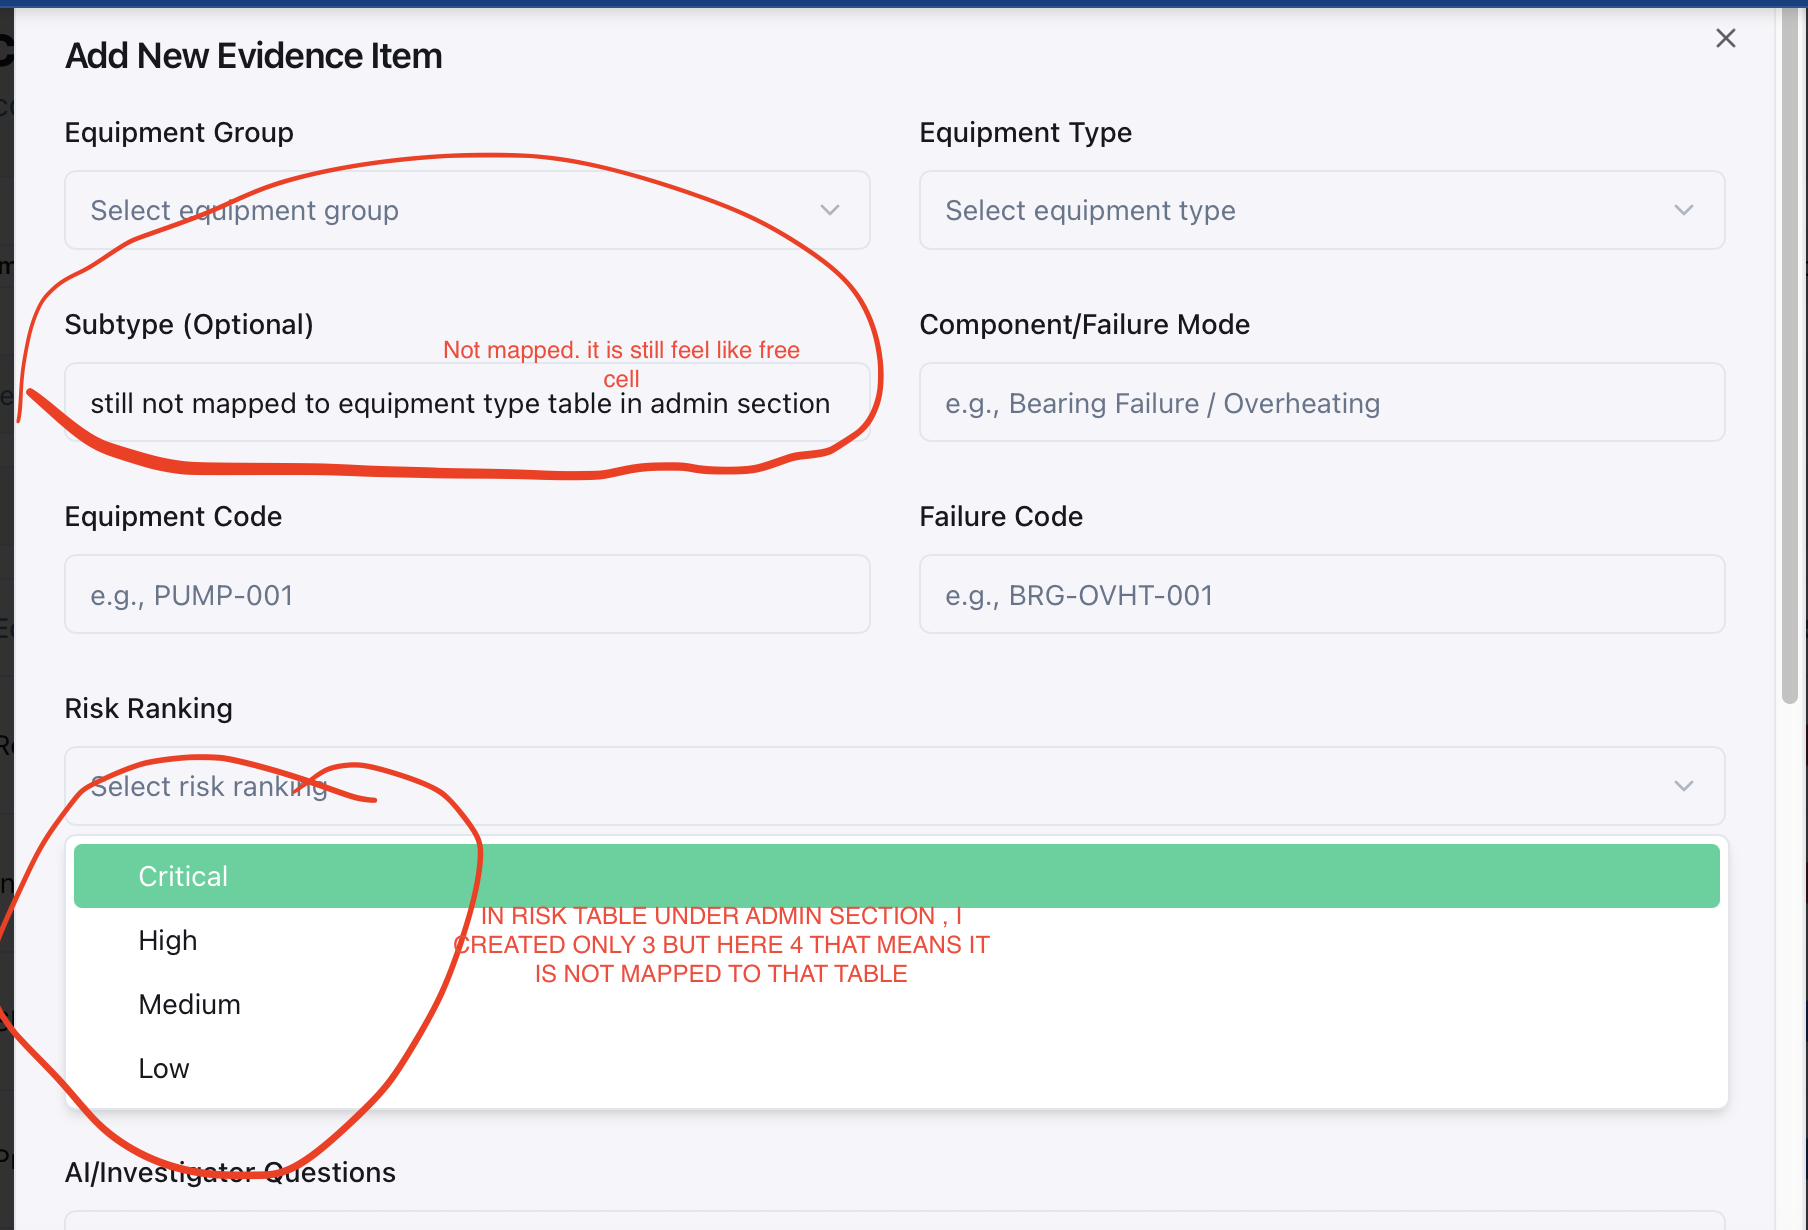 Add New Evidence Item
Equipment Group
Equipment Type
Select equipment group
Select equipment type
Subtype (Optional)
Component/Failure Mode
Not mapped. it is still feel like free
cell
still not mapped to equipment type table in admin section
e.g., Bearing Failure / Overheating
Equipment Code
Failure Code
e.g., PUMP-001
e.g., BRG-OVHT-001
Risk Ranking
Select risk ranking
Critical
High
Medium
Low
IN RISK TABLE UNDER ADMIN SECTION , I
CREATED ONLY 3 BUT HERE 4 THAT MEANS IT
IS NOT MAPPED TO THAT TABLE
AI/Investigator Questions